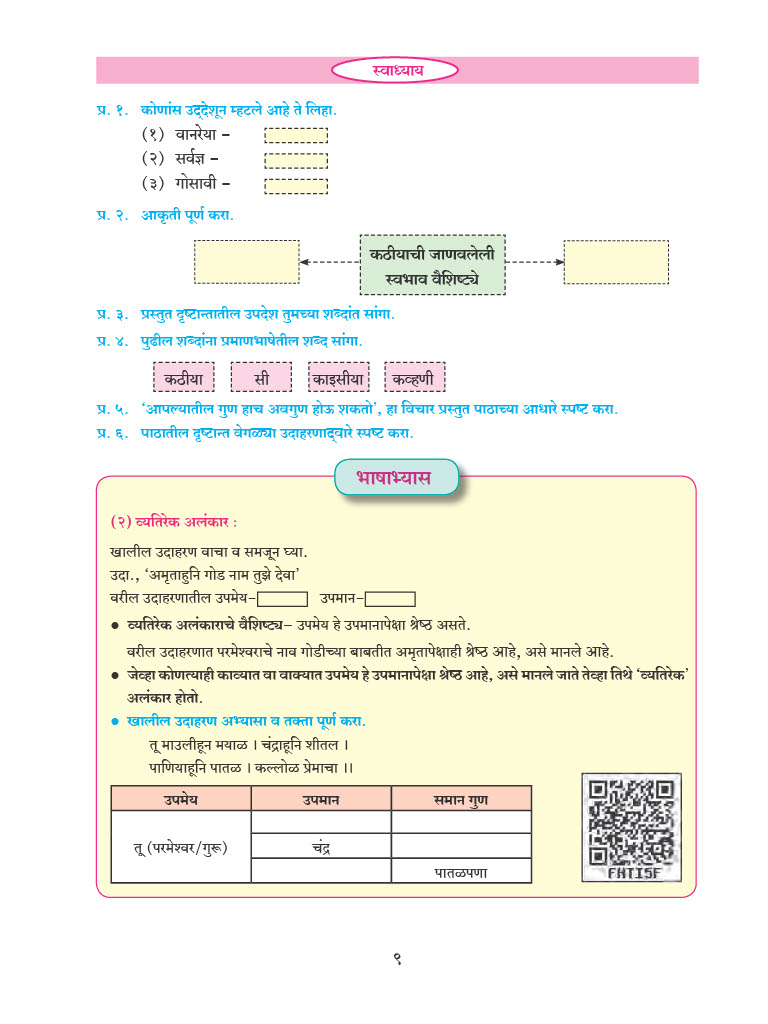 स्वाध्याय
प्र. १. कोणांस उद्‌देशून म्हटले आहे ते लिहा.
(१) वानरेया –
(२) सर्वज्ञ –
(३) गोसावी –
प्र. २. आकृती पूर्ण करा.
कठीयाची जाणवलेली
स्वभाव वैशिष्ट्ये
प्र. ३. प्रस्तुत दृष्टान्तातील उपदेश तुमच्या शब्दांत सांगा.
प्र. ४. पुढील शब्दांना प्रमाणभाषेतील शब्द सांगा.
कठीया सी काइसीया कव्हणी
प्र. ५. ‘आपल्यातील गुण हाच अवगुण होऊ शकतो’, हा विचार प्रस्तुत पाठाच्या आधारे स्पष्ट करा.
प्र. ६. पाठातील दृष्टान्त वेगळ्या उदाहरणाद्‌वारे स्पष्ट करा.
भाषाभ्यास
(२) व्यतिरेक अलंकार :
खालील उदाहरण वाचा व समजून घ्या.
उदा., ‘अमृताहुनि गोड नाम तुझे देवा’
वरील उदाहरणातील उपमेय– उपमान–
● व्यतिरेक अलंकाराचे वैशिष्ट्य– उपमेय हे उपमानापेक्षा श्रेष्ठ असते.
वरील उदाहरणात परमेश्वराचे नाव गोडीच्या बाबतीत अमृतापेक्षाही श्रेष्ठ आहे, असे मानले आहे.
● जेव्हा कोणत्याही काव्यात वा वाक्यात उपमेय हे उपमानापेक्षा श्रेष्ठ आहे, असे मानले जाते तेव्हा तिथे ‘व्यतिरेक’
अलंकार होतो.
● खालील उदाहरण अभ्यासा व तक्ता पूर्ण करा.
तू माउलीहून मयाळ । चंद्राहूनि शीतल ।
पाणियाहूनि पातळ । कल्लोळ प्रेमाचा ।।
उपमेय उपमान समान गुण
तू (परमेश्वर/गुरू) चंद्र
पातळपणा
FHTI5F
९